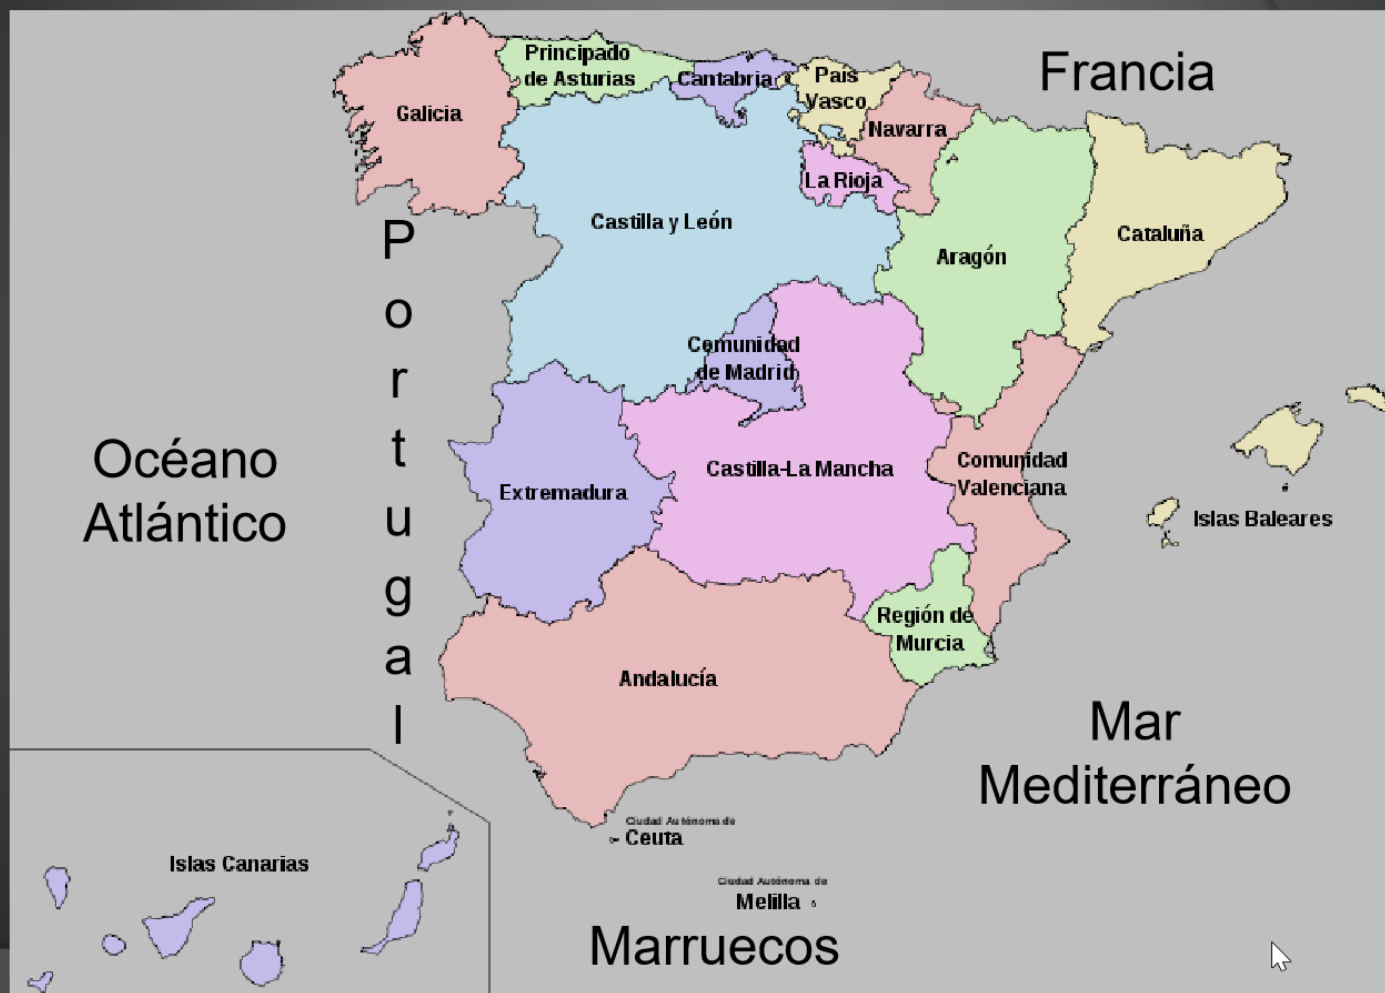 Francia
Principado
de Asturias
Cantabria
País
Vasco
Galicia
Navarra
La Rioja
Castilla y León
Cataluña
Aragón
Portugal
Comunidad
de Madrid
Océano
Atlántico
Castilla-La Mancha
Comunidad
Valenciana
Extremadura
Islas Baleares
Región de
Murcia
Andalucía
Mar
Mediterráneo
Ciudad Autónoma de
Ceuta
Islas Canarias
Ciudad Autónoma de
Melilla
Marruecos